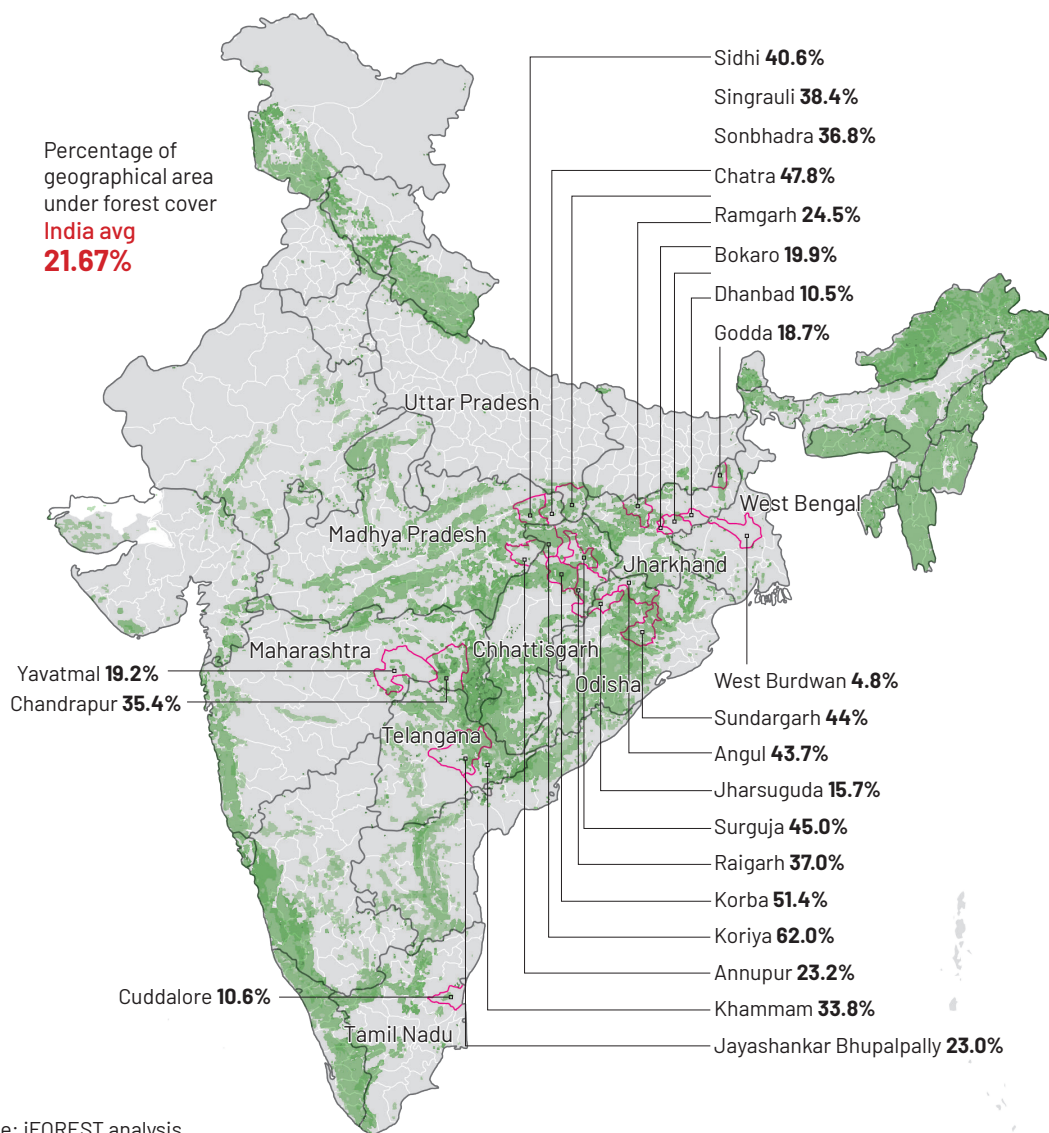 Percentage of
geographical area
under forest cover
India avg
21.67%
Sidhi 40.6%
Singrauli 38.4%
Sonbhadra 36.8%
Chatra 47.8%
Ramgarh 24.5%
Bokaro 19.9%
Dhanbad 10.5%
Godda 18.7%
Uttar Pradesh
West Bengal
Madhya Pradesh
Jharkhand
Maharashtra
Chhattisgarh
Odisha
Telangana
Tamil Nadu
Yavatmal 19.2%
Chandrapur 35.4%
Cuddalore 10.6%
West Burdwan 4.8%
Sundargarh 44%
Angul 43.7%
Jharsuguda 15.7%
Surguja 45.0%
Raigarh 37.0%
Korba 51.4%
Koriya 62.0%
Annupur 23.2%
Khammam 33.8%
Jayashankar Bhupalpally 23.0%
e: iFOREST analysis